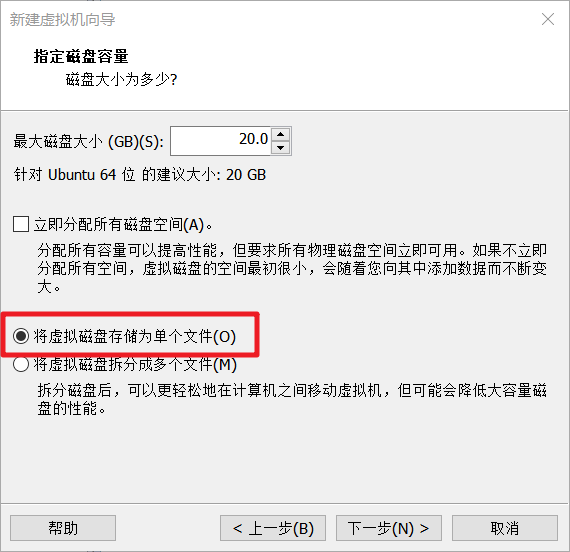 新建虚拟机向导
指定磁盘容量
磁盘大小为多少?
最大磁盘大小 (GB)(S): 20.0
针对 Ubuntu 64 位 的建议大小: 20 GB
立即分配所有磁盘空间(A)。
分配所有容量可以提高性能，但要求所有物理磁盘空间立即可用。如果不立即
分配所有空间，虚拟磁盘的空间最初很小，会随着您向其中添加数据而不断变
大。
将虚拟磁盘存储为单个文件(O)
将虚拟磁盘拆分成多个文件(M)
拆分磁盘后，可以更轻松地在计算机之间移动虚拟机，但可能会降低大容量磁
盘的性能。
帮助 < 上一步(B) 下一步(N) > 取消